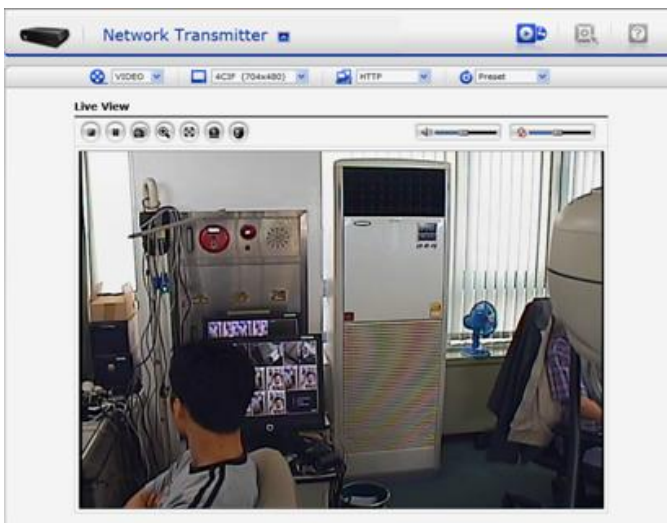 Network Transmitter
VIDEO
4CIF (704x480)
HTTP
Preset
Live View